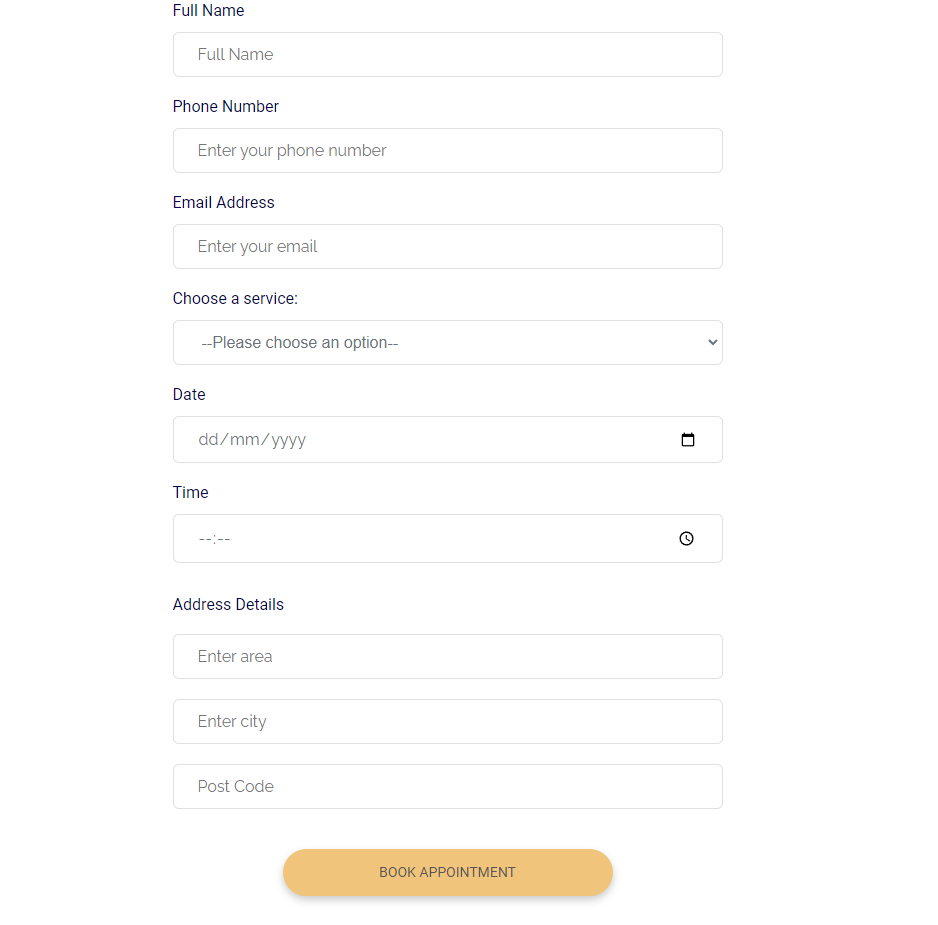 Full Name
Full Name
Phone Number
Enter your phone number
Email Address
Enter your email
Choose a service:
--Please choose an option--
Date
dd/mm/yyyy
Time
--:--
Address Details
Enter area
Enter city
Post Code
BOOK APPOINTMENT